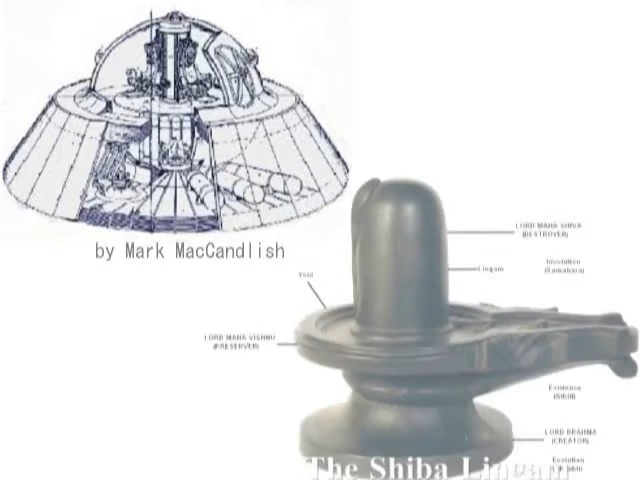 by Mark MacCandlish
LORD MAHA SHIVA
(DESTROYER)
Involution
(Samahara)
Lingam
Yoni
LORD MAHA VISHNU
(PRESERVER)
Existence
(Sthiti)
LORD BRAHMA
(CREATOR)
Evolution
The Shiba Lingam